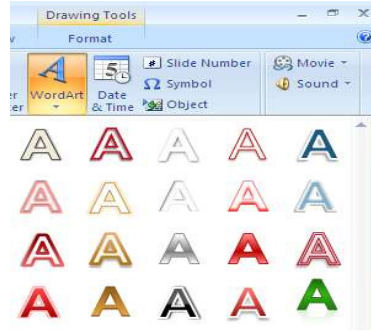 Drawing Tools
Format
Slide Number
Movie
WordArt
Date & Time
Symbol
Sound
Object
A A A A A
A A A A A
A A A A A
A A A A A